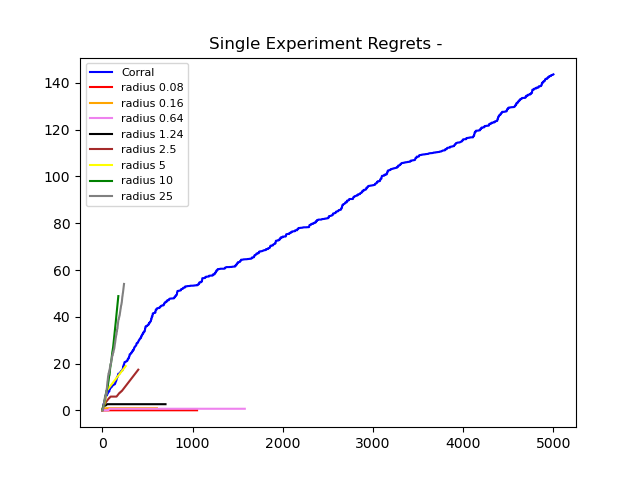 Single Experiment Regrets -
Corral
radius 0.08
radius 0.16
radius 0.64
radius 1.24
radius 2.5
radius 5
radius 10
radius 25
140
120
100
80
60
40
20
0
0 1000 2000 3000 4000 5000